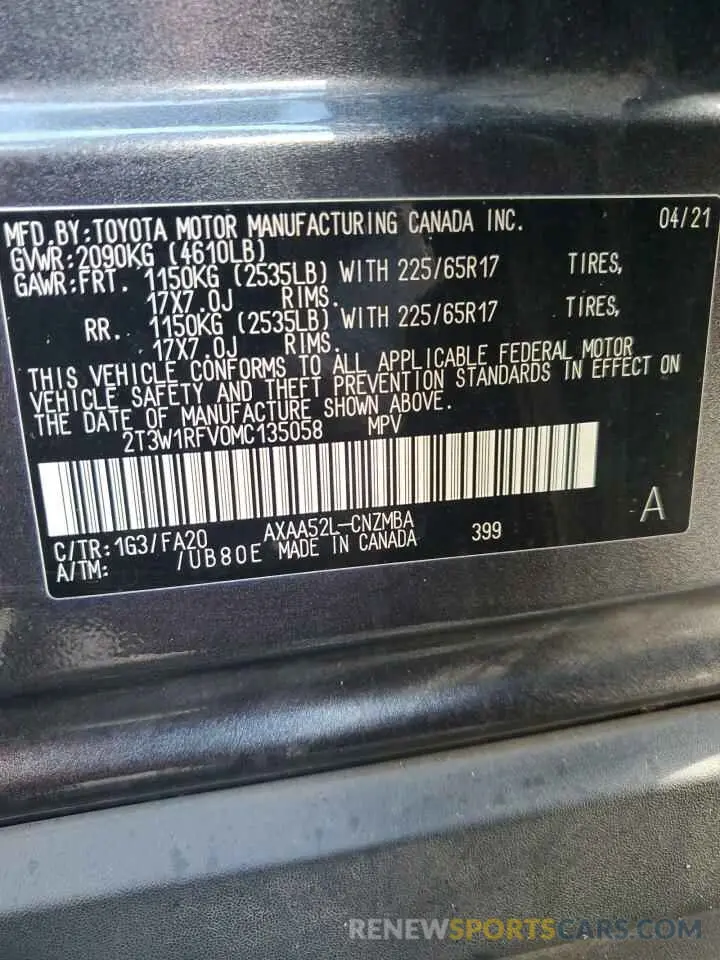 MFD.BY:TOYOTA MOTOR MANUFACTURING CANADA INC. 04/21
GVWR:2090KG (4610LB)
GAWR:FRT. 1150KG (2535LB) WITH 225/65R17 TIRES,
17X7.0J RIMS.
RR. 1150KG (2535LB) WITH 225/65R17 TIRES,
17X7.0J RIMS.
THIS VEHICLE CONFORMS TO ALL APPLICABLE FEDERAL MOTOR
VEHICLE SAFETY AND THEFT PREVENTION STANDARDS IN EFFECT ON
THE DATE OF MANUFACTURE SHOWN ABOVE.
2T3W1RFV0MC135058 MPV
A
C/TR:1G3/FA20 AXAA52L-CNZMBA
A/TM: /UB80E MADE IN CANADA 399
RENEWSPORTSCARS.COM